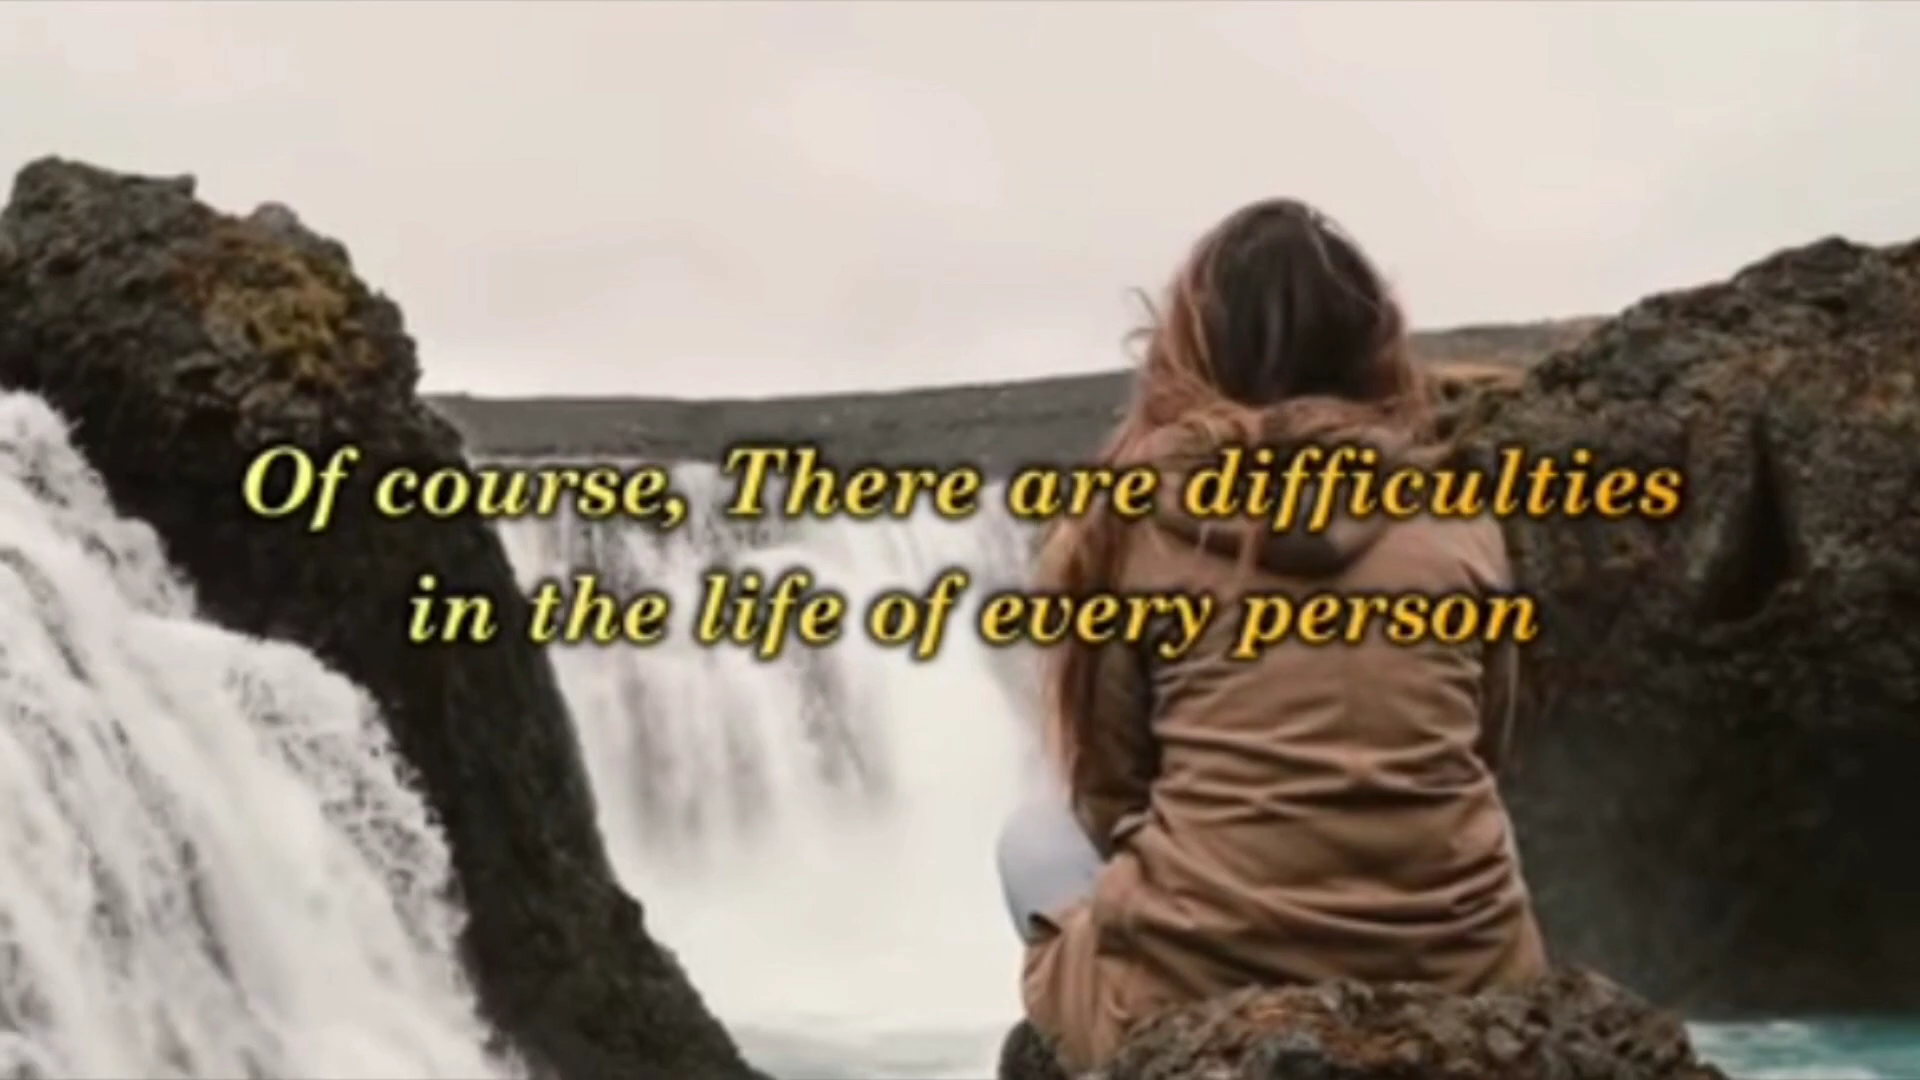 Of course, There are difficulties
in the life of every person